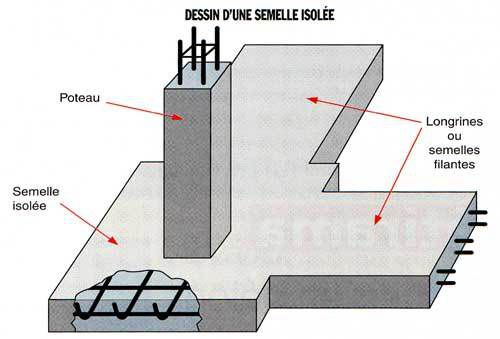 DESSIN D'UNE SEMELLE ISOLÉE
Poteau
Longrines
ou
semelles
filantes
Semelle
isolée